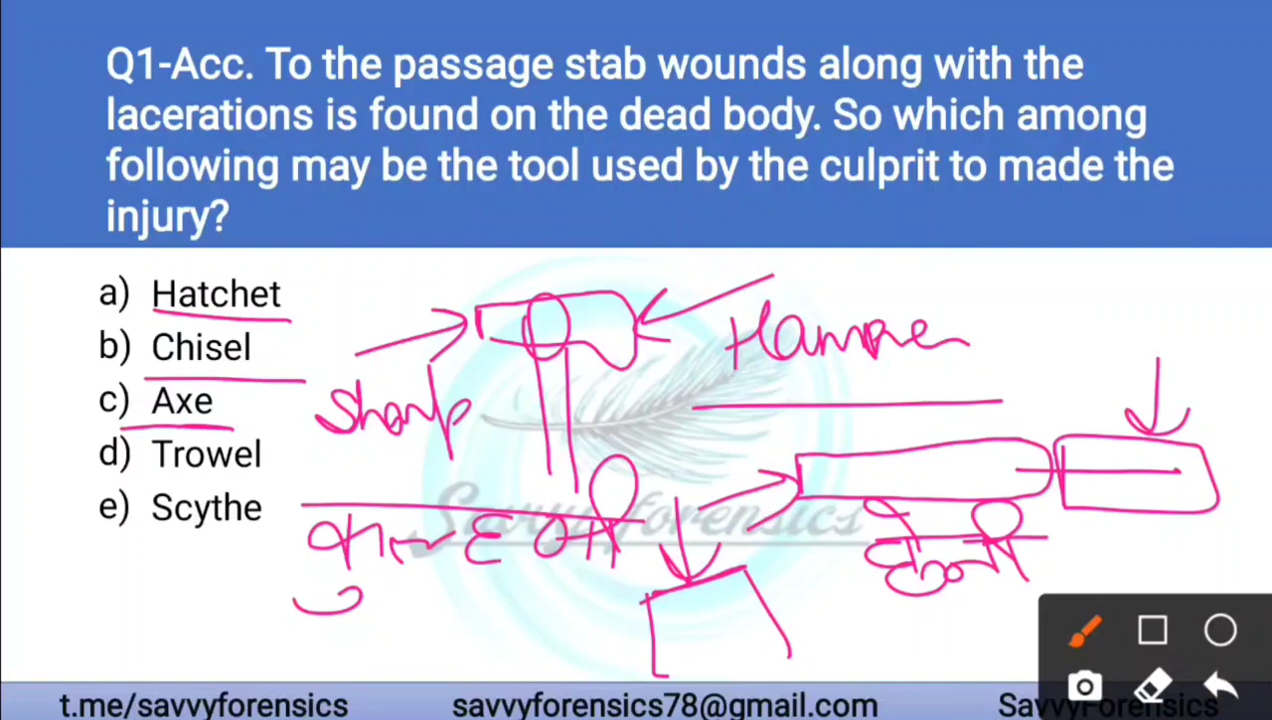 Q1-Acc. To the passage stab wounds along with the
lacerations is found on the dead body. So which among
following may be the tool used by the culprit to made the
injury?
a) Hatchet
b) Chisel
c) Axe
d) Trowel
e) Scythe
Hammer
Sharp
Savvy forensics
t.me/savvyforensics
savvyforensics78@gmail.com
SavvyForensics